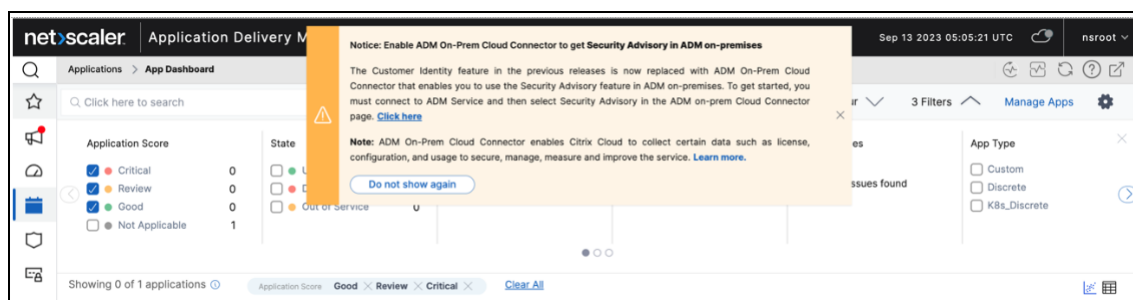 net>scaler. Application Delivery M
Sep 13 2023 05:05:21 UTC nsroot
Applications > App Dashboard
Notice: Enable ADM On-Prem Cloud Connector to get Security Advisory in ADM on-premises
The Customer Identity feature in the previous releases is now replaced with ADM On-Prem Cloud
Connector that enables you to use the Security Advisory feature in ADM on-premises. To get started, you
must connect to ADM Service and then select Security Advisory in the ADM on-prem Cloud Connector
page. Click here
Note: ADM On-Prem Cloud Connector enables Citrix Cloud to collect certain data such as license,
configuration, and usage to secure, manage, measure and improve the service. Learn more.
Do not show again
Click here to search
3 Filters Manage Apps
Application Score
Critical 0
Review 0
Good 0
Not Applicable 1
State
Out of Service 0
ssues found
App Type
Custom
Discrete
K8s_Discrete
Showing 0 of 1 applications Application Score Good × Review × Critical × Clear All